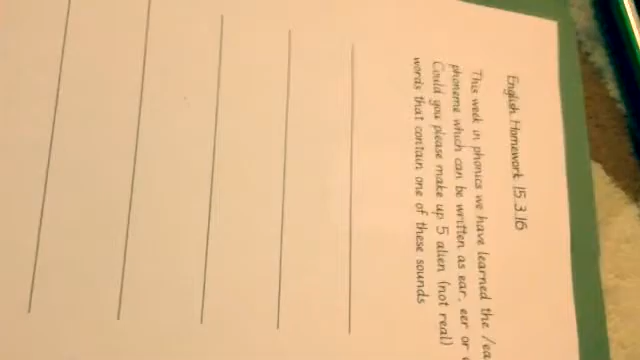 English Homework 15.3.16
This week in phonics we have learned the /ea
phoneme which can be written as ear, eer or
Could you please make up 5 alien (not real)
words that contain one of these sounds